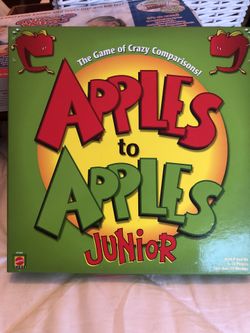 The Game of Crazy Comparisons!
APPLES
to
APPLES
JUNIOR